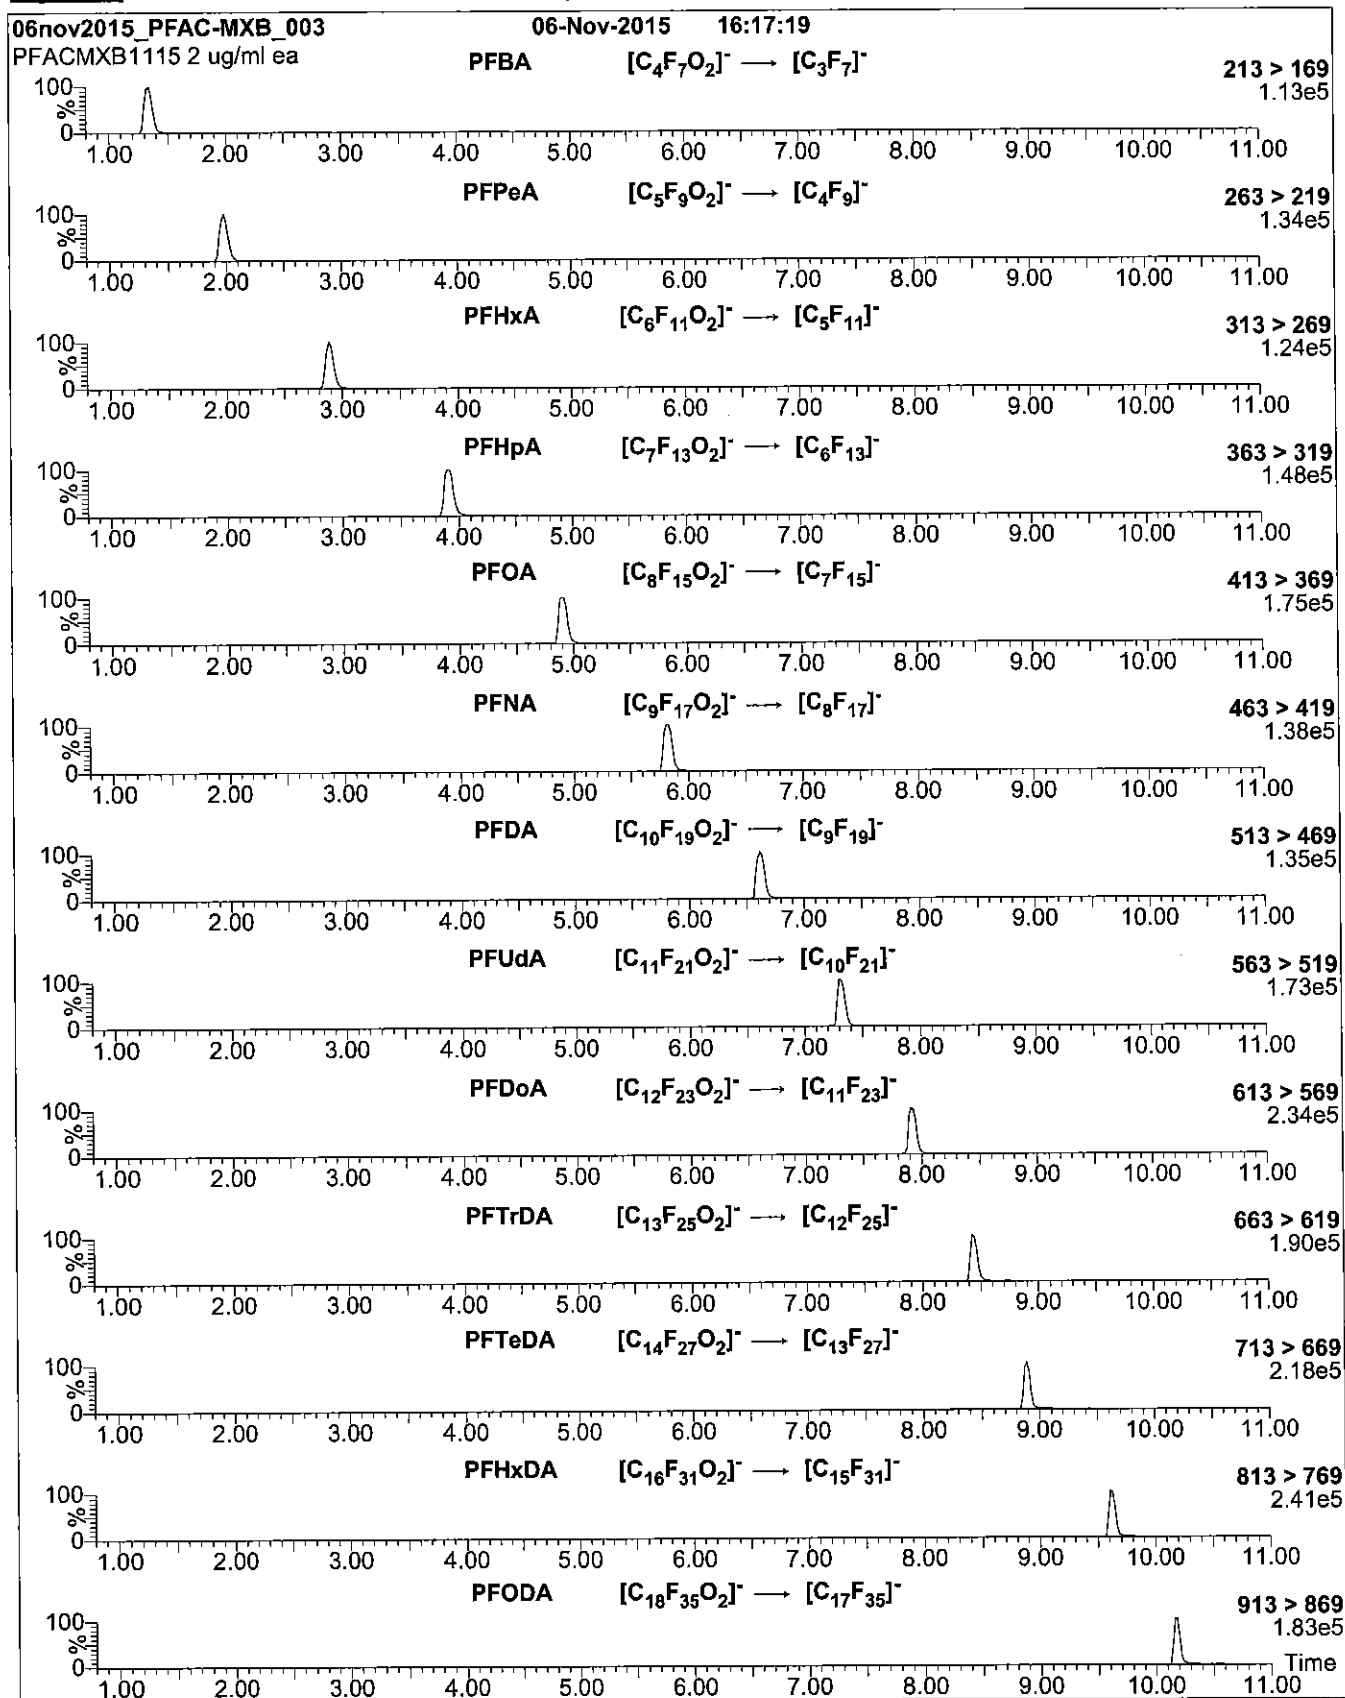 06nov2015_PFAC-MXB_003 06-Nov-2015 16:17:19
PFACMXB1115 2 ug/ml ea
PFBA [C4F7O2]- → [C3F7]- 213 > 169
1.13e5
100
%
0
1.00 2.00 3.00 4.00 5.00 6.00 7.00 8.00 9.00 10.00 11.00
PFPeA [C5F9O2]- → [C4F9]- 263 > 219
1.34e5
100
%
0
1.00 2.00 3.00 4.00 5.00 6.00 7.00 8.00 9.00 10.00 11.00
PFHxA [C6F11O2]- → [C5F11]- 313 > 269
1.24e5
100
%
0
1.00 2.00 3.00 4.00 5.00 6.00 7.00 8.00 9.00 10.00 11.00
PFHpA [C7F13O2]- → [C6F13]- 363 > 319
1.48e5
100
%
0
1.00 2.00 3.00 4.00 5.00 6.00 7.00 8.00 9.00 10.00 11.00
PFOA [C8F15O2]- → [C7F15]- 413 > 369
1.75e5
100
%
0
1.00 2.00 3.00 4.00 5.00 6.00 7.00 8.00 9.00 10.00 11.00
PFNA [C9F17O2]- → [C8F17]- 463 > 419
1.38e5
100
%
0
1.00 2.00 3.00 4.00 5.00 6.00 7.00 8.00 9.00 10.00 11.00
PFDA [C10F19O2]- → [C9F19]- 513 > 469
1.35e5
100
%
0
1.00 2.00 3.00 4.00 5.00 6.00 7.00 8.00 9.00 10.00 11.00
PFUdA [C11F21O2]- → [C10F21]- 563 > 519
1.73e5
100
%
0
1.00 2.00 3.00 4.00 5.00 6.00 7.00 8.00 9.00 10.00 11.00
PFDoA [C12F23O2]- → [C11F23]- 613 > 569
2.34e5
100
%
0
1.00 2.00 3.00 4.00 5.00 6.00 7.00 8.00 9.00 10.00 11.00
PFTrDA [C13F25O2]- → [C12F25]- 663 > 619
1.90e5
100
%
0
1.00 2.00 3.00 4.00 5.00 6.00 7.00 8.00 9.00 10.00 11.00
PFTeDA [C14F27O2]- → [C13F27]- 713 > 669
2.18e5
100
%
0
1.00 2.00 3.00 4.00 5.00 6.00 7.00 8.00 9.00 10.00 11.00
PFHxDA [C16F31O2]- → [C15F31]- 813 > 769
2.41e5
100
%
0
1.00 2.00 3.00 4.00 5.00 6.00 7.00 8.00 9.00 10.00 11.00
PFODA [C18F35O2]- → [C17F35]- 913 > 869
1.83e5
100
%
0
Time
1.00 2.00 3.00 4.00 5.00 6.00 7.00 8.00 9.00 10.00 11.00